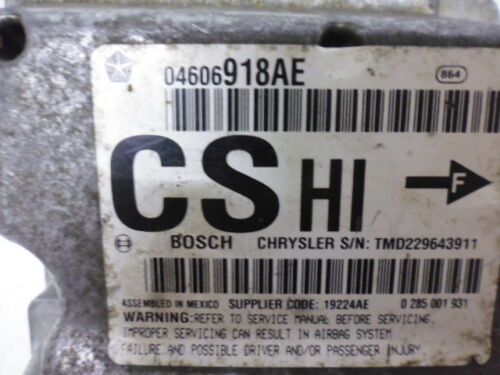 04606918AE 864
CS HI F
BOSCH CHRYSLER S/N: TMD229643911
ASSEMBLED IN MEXICO SUPPLIER CODE: 19224AE 0 285 001 931
WARNING:REFER TO SERVICE MANUAL BEFORE SERVICING.
IMPROPER SERVICING CAN RESULT IN AIRBAG SYSTEM
FAILURE AND POSSIBLE DRIVER AND/OR PASSENGER INJURY.